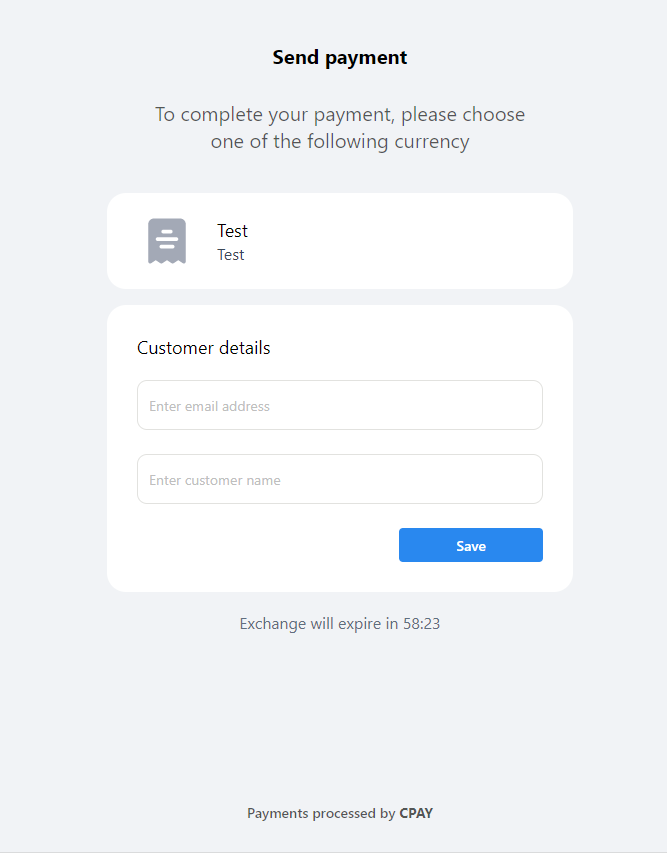 Send payment
To complete your payment, please choose
one of the following currency
Test
Test
Customer details
Enter email address
Enter customer name
Save
Exchange will expire in 58:23
Payments processed by CPAY